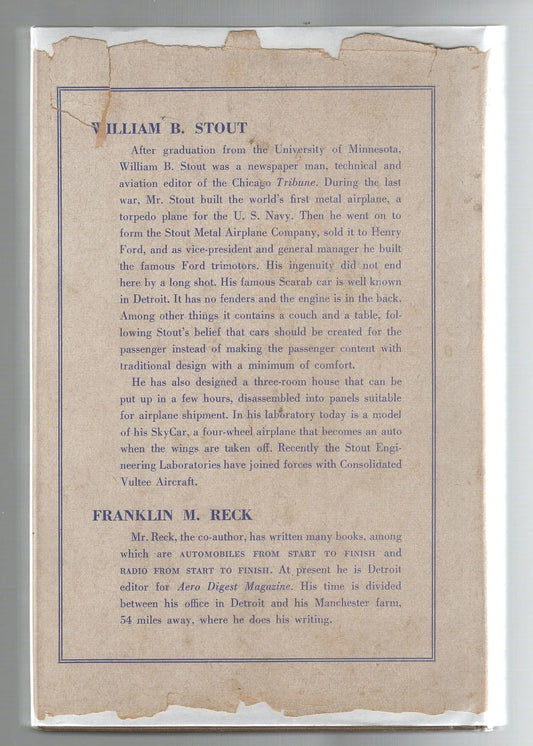 WILLIAM B. STOUT
After graduation from the University of Minnesota,
William B. Stout was a newspaper man, technical and
aviation editor of the Chicago Tribune. During the last
war, Mr. Stout built the world's first metal airplane, a
torpedo plane for the U. S. Navy. Then he went on to
form the Stout Metal Airplane Company, sold it to Henry
Ford, and as vice-president and general manager he built
the famous Ford trimotors. His ingenuity did not end
here by a long shot. His famous Scarab car is well known
in Detroit. It has no fenders and the engine is in the back.
Among other things it contains a couch and a table, fol-
lowing Stout's belief that cars should be created for the
passenger instead of making the passenger content with
traditional design with a minimum of comfort.
He has also designed a three-room house that can be
put up in a few hours, disassembled into panels suitable
for airplane shipment. In his laboratory today is a model
of his SkyCar, a four-wheel airplane that becomes an auto
when the wings are taken off. Recently the Stout Engi-
neering Laboratories have joined forces with Consolidated
Vultee Aircraft.
FRANKLIN M. RECK
Mr. Reck, the co-author, has written many books, among
which are AUTOMOBILES FROM START TO FINISH and
RADIO FROM START TO FINISH. At present he is Detroit
editor for Aero Digest Magazine. His time is divided
between his office in Detroit and his Manchester farm,
54 miles away, where he does his writing.